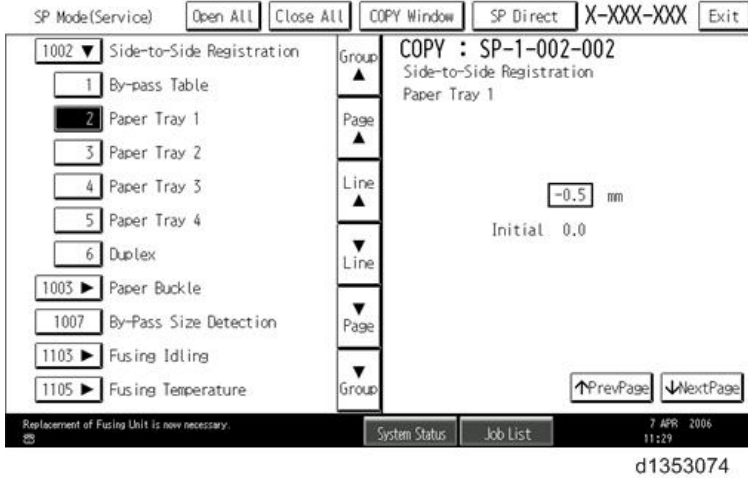 SP Mode(Service) Open All Close All COPY Window SP Direct X-XXX-XXX Exit
1002 ▼ Side-to-Side Registration
1 By-pass Table
2 Paper Tray 1
3 Paper Tray 2
4 Paper Tray 3
5 Paper Tray 4
6 Duplex
1003 ► Paper Buckle
1007 By-Pass Size Detection
1103 ► Fusing Idling
1105 ► Fusing Temperature
Group ▲
Page ▲
Line ▲
▼ Line
▼ Page
▼ Group
COPY : SP-1-002-002
Side-to-Side Registration
Paper Tray 1
-0.5 mm
Initial 0.0
↑PrevPage ↓NextPage
Replacement of Fusing Unit is now necessary.
System Status Job List
7 APR 2006
11:29
d1353074